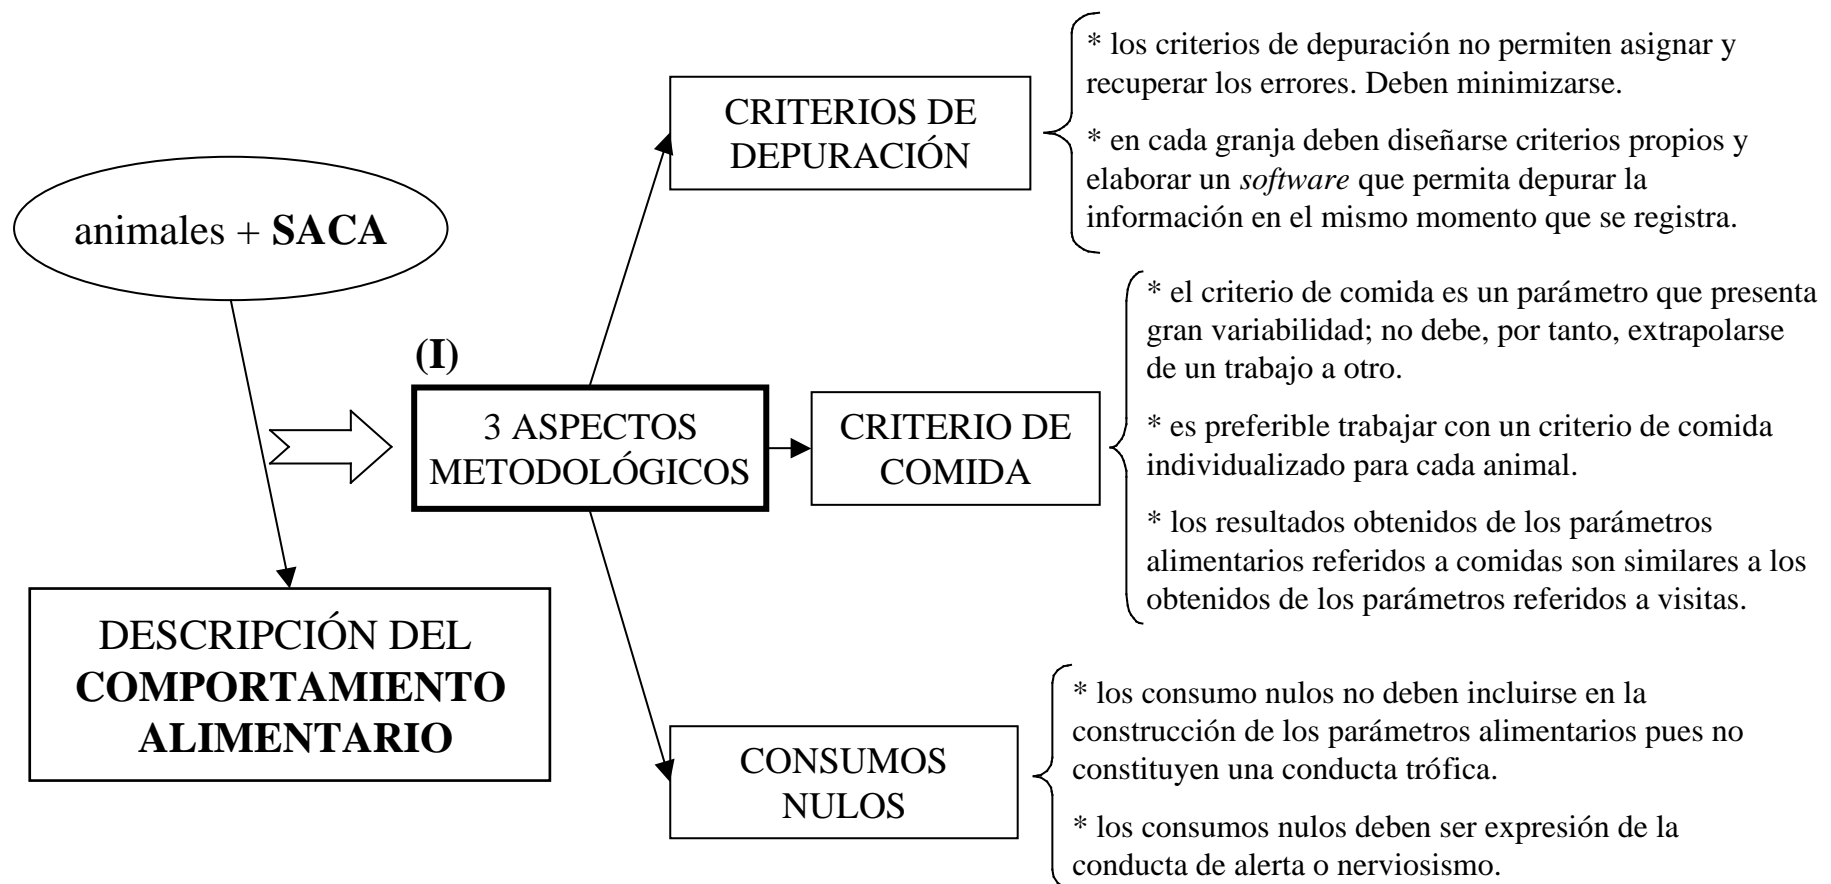 animales + SACA
DESCRIPCIÓN DEL
COMPORTAMIENTO
ALIMENTARIO
(I)
3 ASPECTOS
METODOLÓGICOS
CRITERIOS DE
DEPURACIÓN
* los criterios de depuración no permiten asignar y
recuperar los errores. Deben minimizarse.
* en cada granja deben diseñarse criterios propios y
elaborar un software que permita depurar la
información en el mismo momento que se registra.
CRITERIO DE
COMIDA
* el criterio de comida es un parámetro que presenta
gran variabilidad; no debe, por tanto, extrapolarse
de un trabajo a otro.
* es preferible trabajar con un criterio de comida
individualizado para cada animal.
* los resultados obtenidos de los parámetros
alimentarios referidos a comidas son similares a los
obtenidos de los parámetros referidos a visitas.
CONSUMOS
NULOS
* los consumo nulos no deben incluirse en la
construcción de los parámetros alimentarios pues no
constituyen una conducta trófica.
* los consumos nulos deben ser expresión de la
conducta de alerta o nerviosismo.